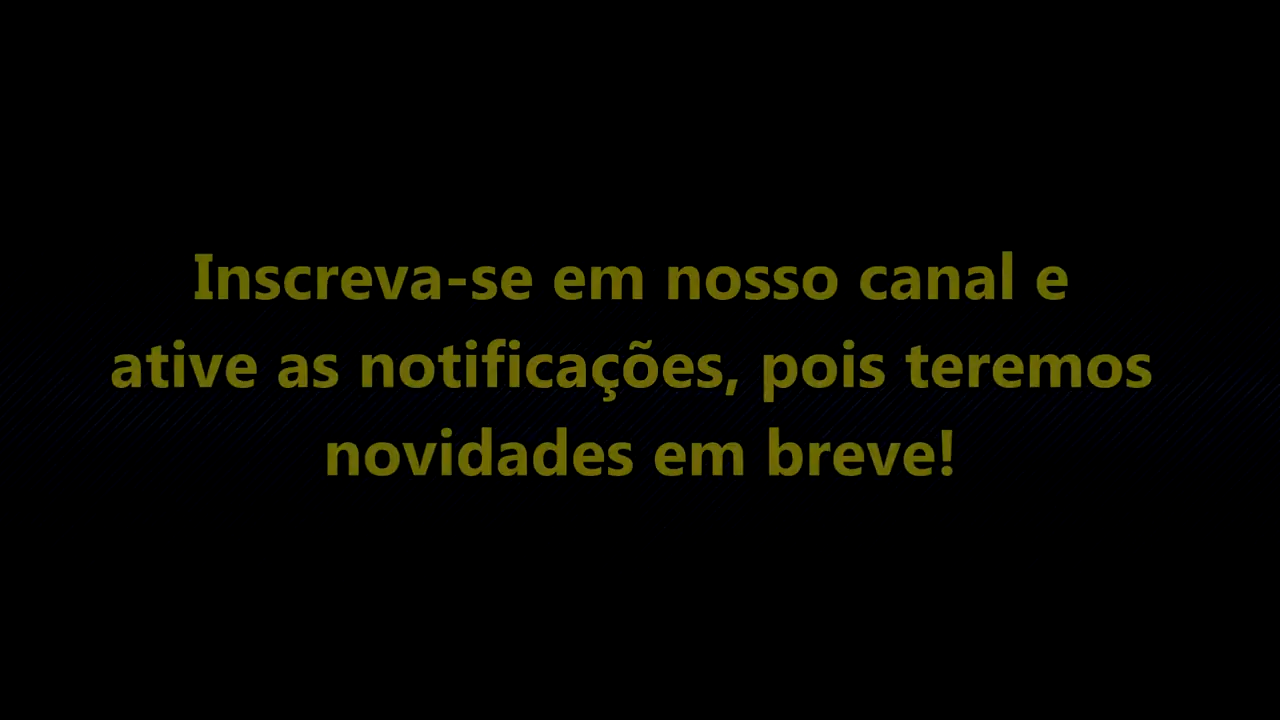 Inscreva-se em nosso canal e
ative as notificações, pois teremos
novidades em breve!